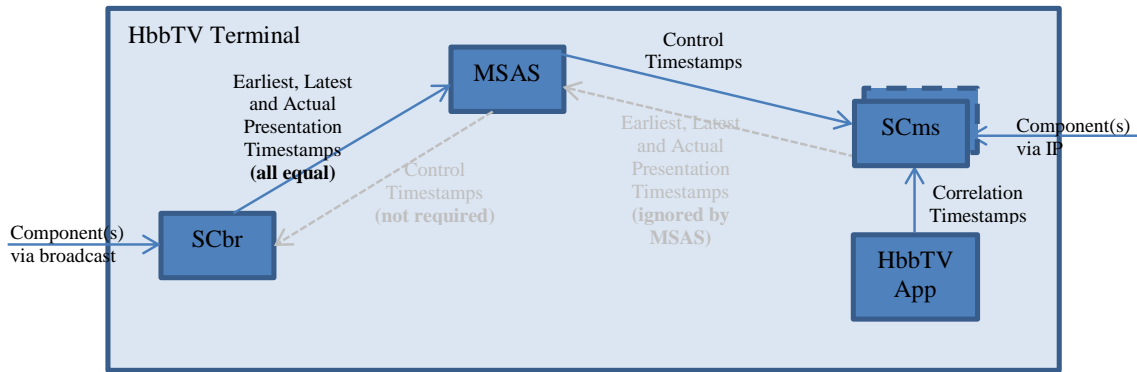 HbbTV Terminal
MSAS
Control
Timestamps
Earliest, Latest
and Actual
Presentation
Timestamps
(all equal)
Earliest, Latest
and Actual
Presentation
Timestamps
(ignored by
MSAS)
Control
Timestamps
(not required)
SCms
Component(s)
via IP
Correlation
Timestamps
Component(s)
via broadcast
SCbr
HbbTV
App